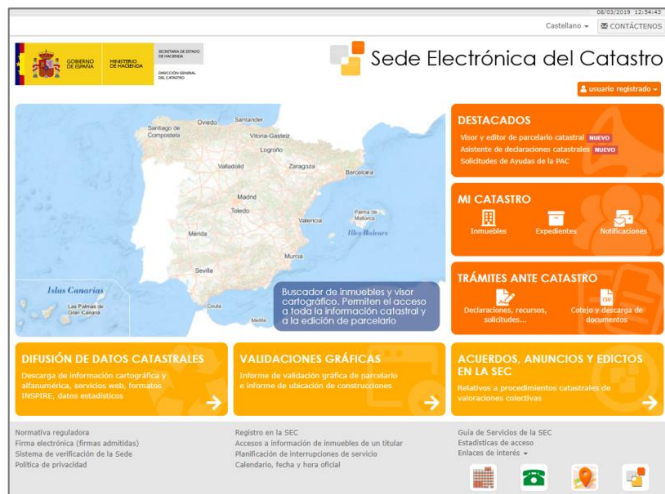 08/03/2019 12:54:43
Castellano
CONTÁCTENOS
GOBIERNO
DE ESPAÑA
MINISTERIO
DE HACIENDA
SECRETARÍA DE ESTADO
DE HACIENDA
DIRECCIÓN GENERAL
DEL CATASTRO
Sede Electrónica del Catastro
usuario registrado
Santiago de
Compostela
Oviedo
Santander
Vitoria-Gasteiz
Logroño
Valladolid
Zaragoza
Barcelona
Madrid
Toledo
Valencia
Palma de
Mallorca
Illes Balears
Mérida
Murcia
Sevilla
Islas Canarias
Las Palmas de
Gran Canaria
Ceuta
Melilla
Buscador de inmuebles y visor
cartográfico. Permiten el acceso
a toda la información catastral y
a la edición de parcelario
DESTACADOS
Visor y editor de parcelario catastral NUEVO
Asistente de declaraciones catastrales NUEVO
Solicitudes de Ayudas de la PAC
MI CATASTRO
Inmuebles
Expedientes
Notificaciones
TRÁMITES ANTE CATASTRO
Declaraciones, recursos,
solicitudes...
Cotejo y descarga de
documentos
DIFUSIÓN DE DATOS CATASTRALES
Descarga de información cartográfica y
alfanumérica, servicios web, formatos
INSPIRE, datos estadísticos
VALIDACIONES GRÁFICAS
Informe de validación gráfica de parcelario
e informe de ubicación de construcciones
ACUERDOS, ANUNCIOS Y EDICTOS
EN LA SEC
Relativos a procedimientos catastrales de
valoraciones colectivas
Normativa reguladora
Firma electrónica (firmas admitidas)
Sistema de verificación de la Sede
Política de privacidad
Registro en la SEC
Accesos a información de inmuebles de un titular
Planificación de interrupciones de servicio
Calendario, fecha y hora oficial
Guía de Servicios de la SEC
Estadísticas de acceso
Enlaces de interés